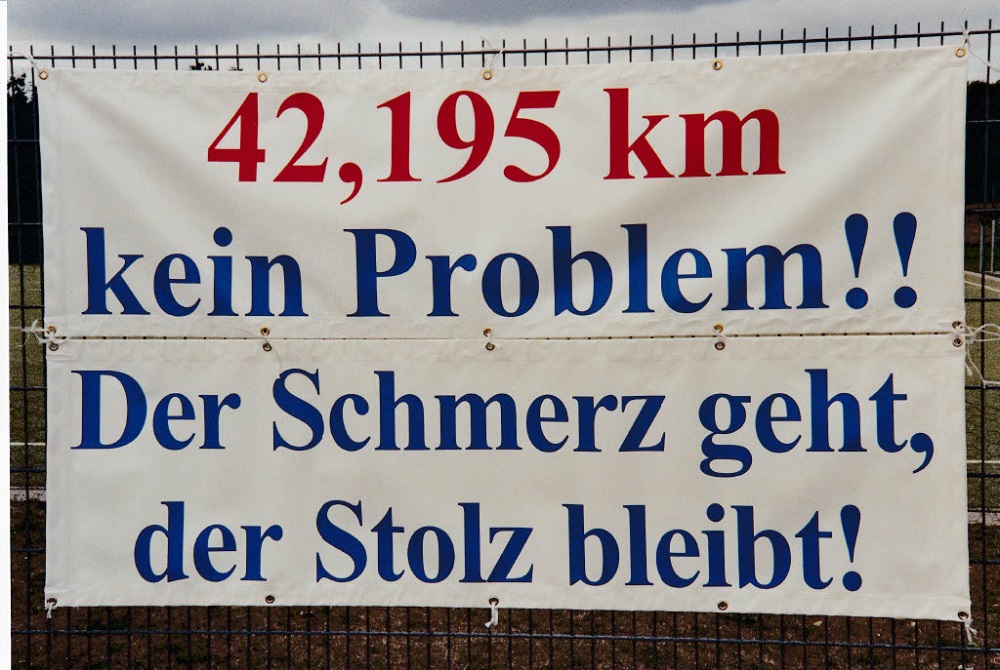 42,195 km
kein Problem!!
Der Schmerz geht,
der Stolz bleibt!